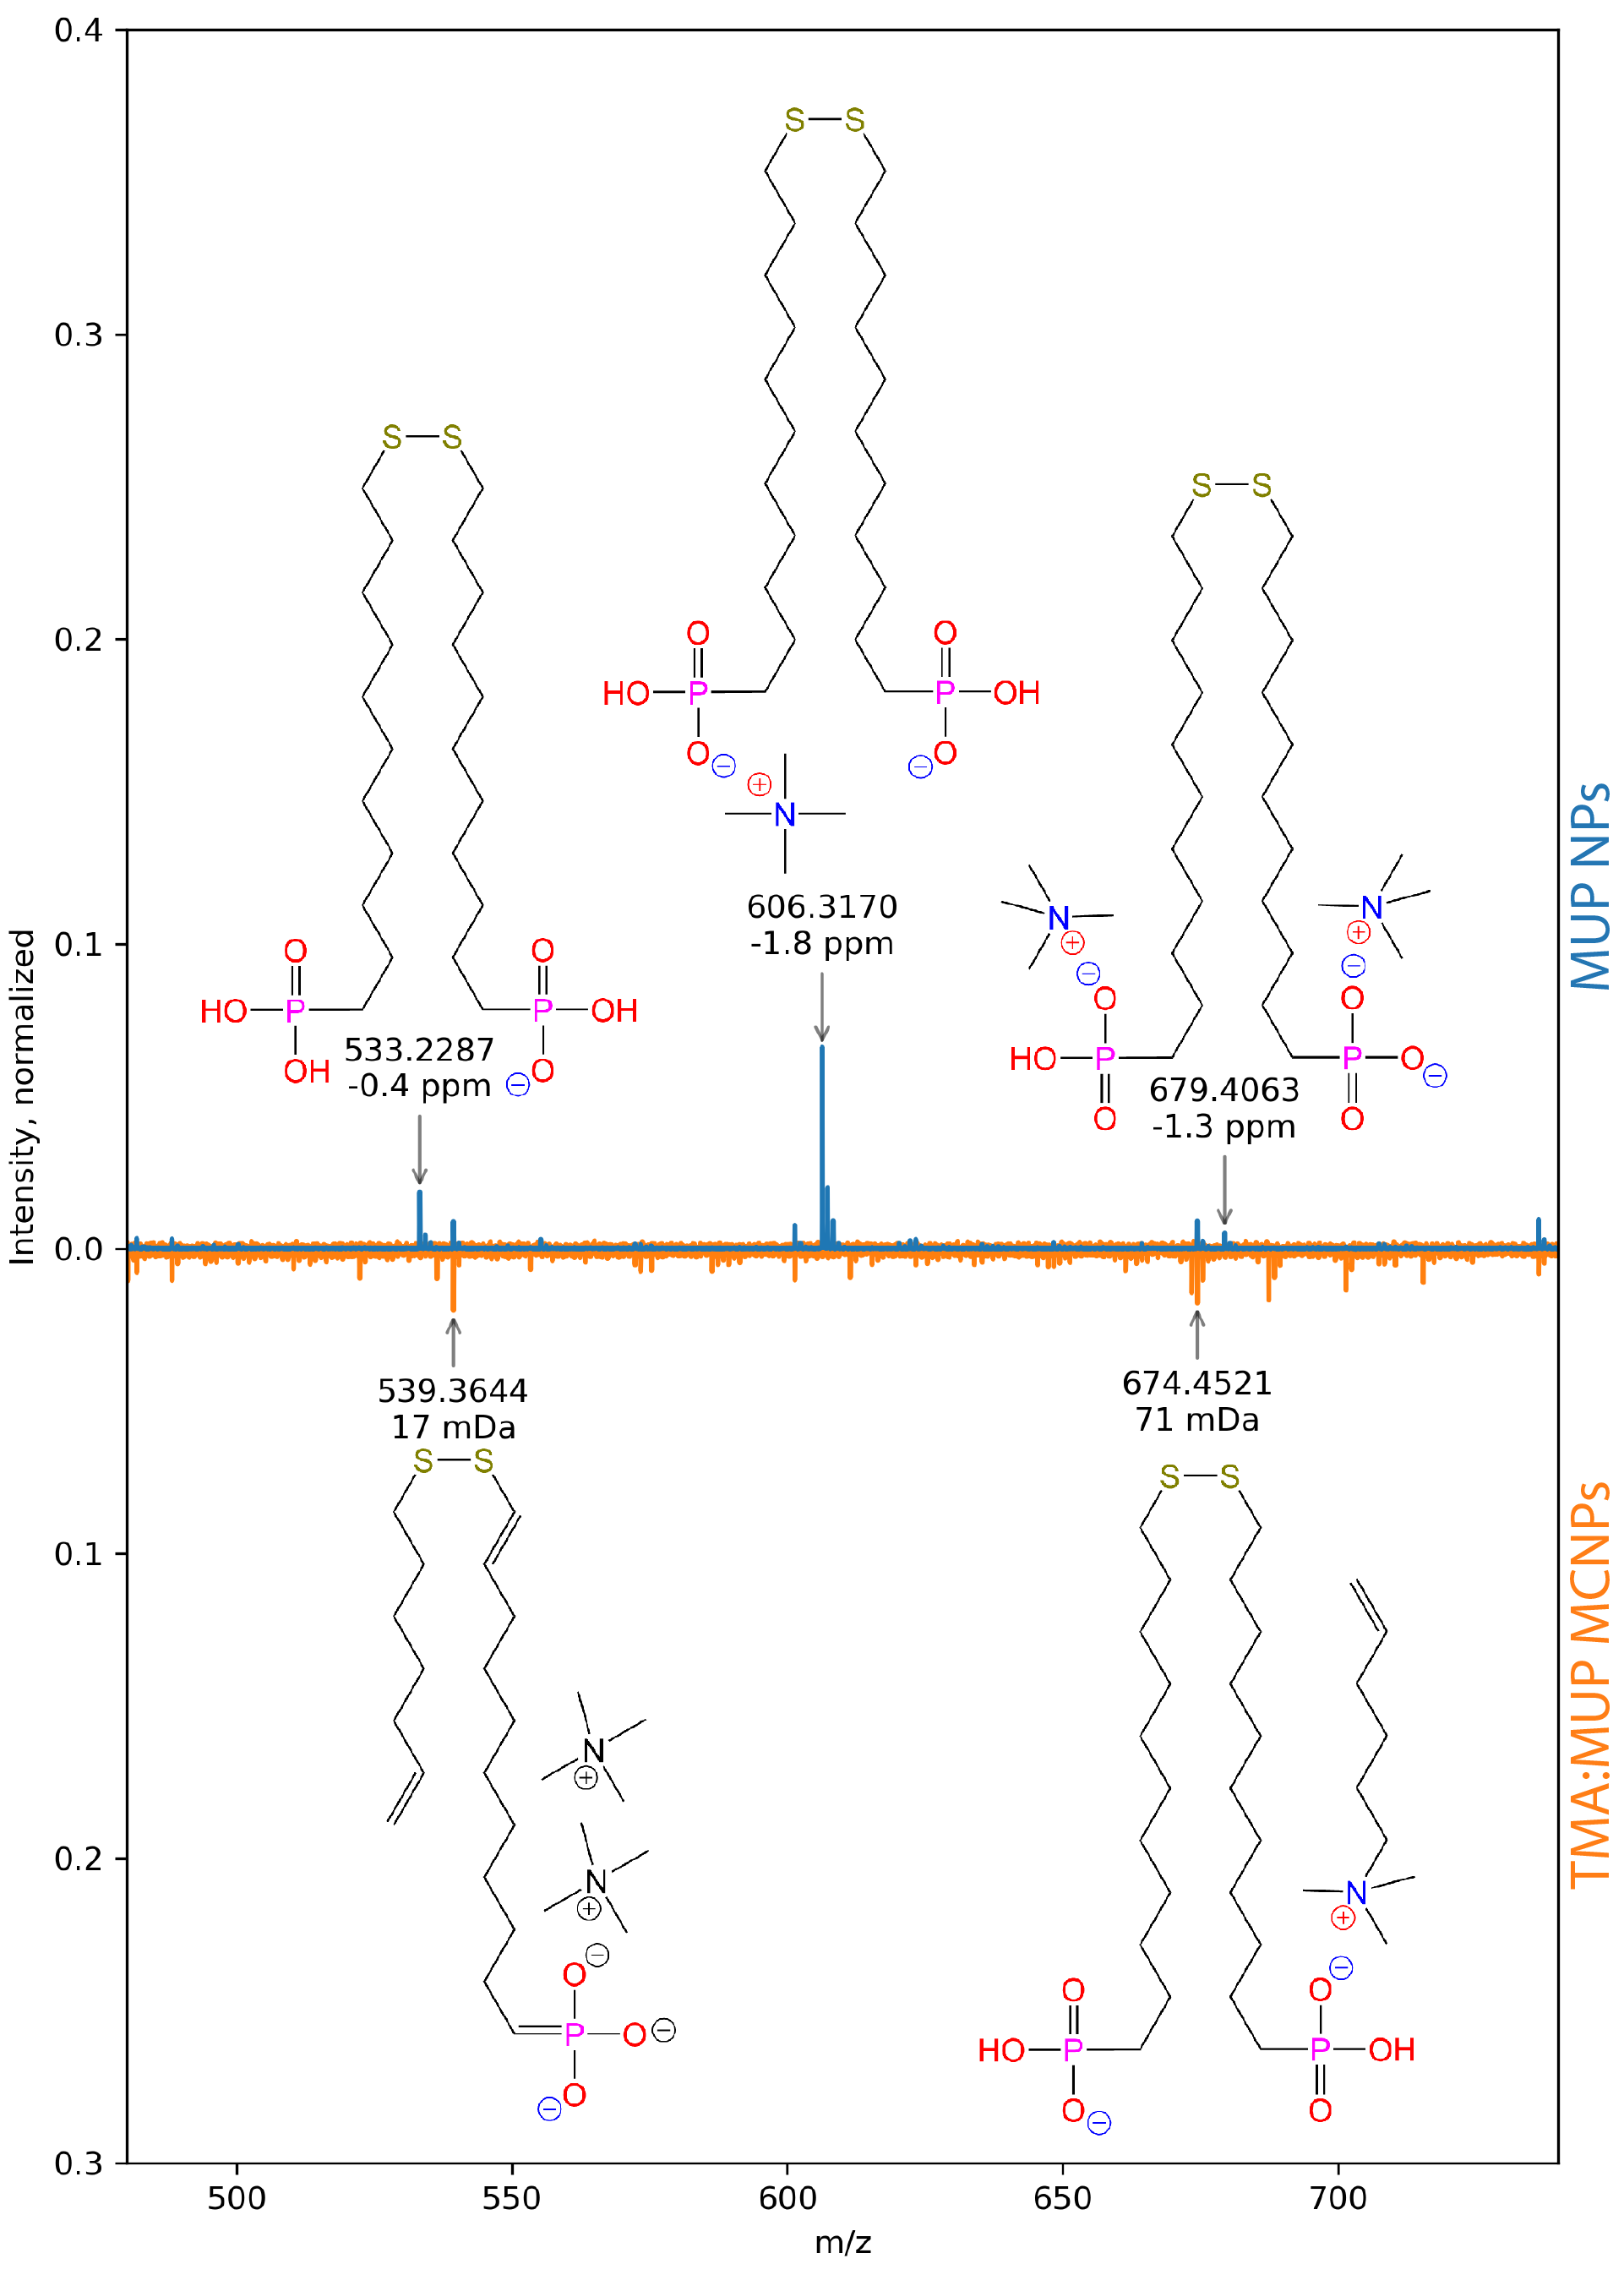 0.4
S S
0.3
S S
S S
0.2
O O
HO P P OH
O ⊖ ⊖ O
⊕
N
MUP NPs
606.3170
-1.8 ppm
N ⊕
⊕ N
0.1
O O
⊖ ⊖
O O
HO P P OH
533.2287
OH -0.4 ppm ⊖ O
HO P P O ⊖
679.4063
O -1.3 ppm O
Intensity, normalized
0.0
539.3644
17 mDa
674.4521
71 mDa
S S
S S
0.1
TMA:MUP MCNPs
N
⊕
0.2
N
⊕
N
⊕
O ⊖
P O ⊖
⊖ O
O O ⊖
HO P P OH
O ⊖ O
0.3
500 550 600 650 700
m/z